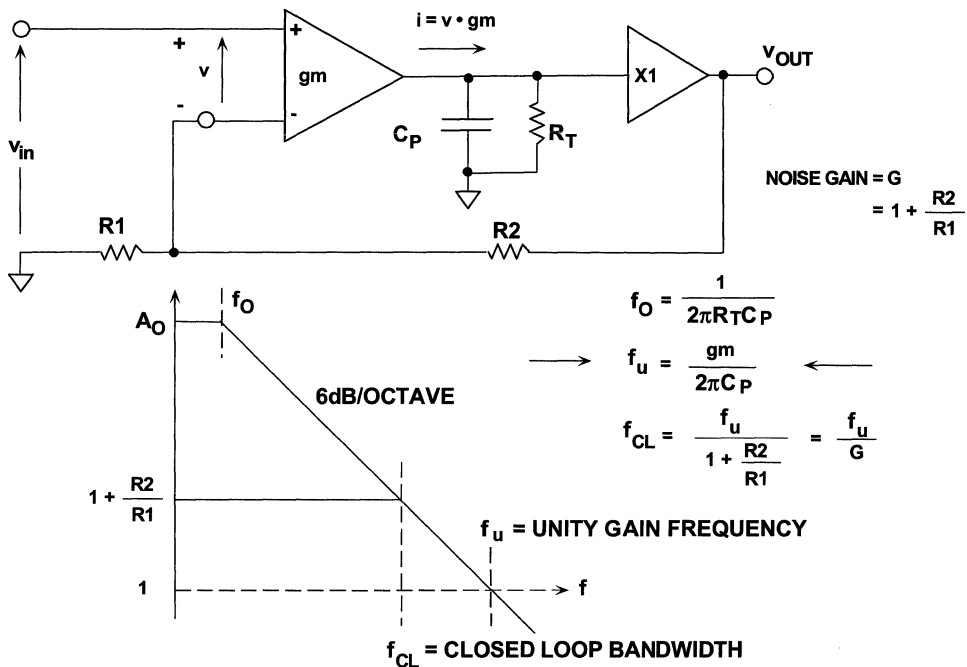 i = v • gm
+
+
gm
v
-
-
vin
CP
RT
X1
vOUT
NOISE GAIN = G
= 1 + R2/R1
R1
R2
fO
AO
6dB/OCTAVE
1 + R2/R1
1
f
fu = UNITY GAIN FREQUENCY
fCL = CLOSED LOOP BANDWIDTH
fO = 1/2πRTCP
fu = gm/2πCP
fCL = fu/1 + R2/R1 = fu/G